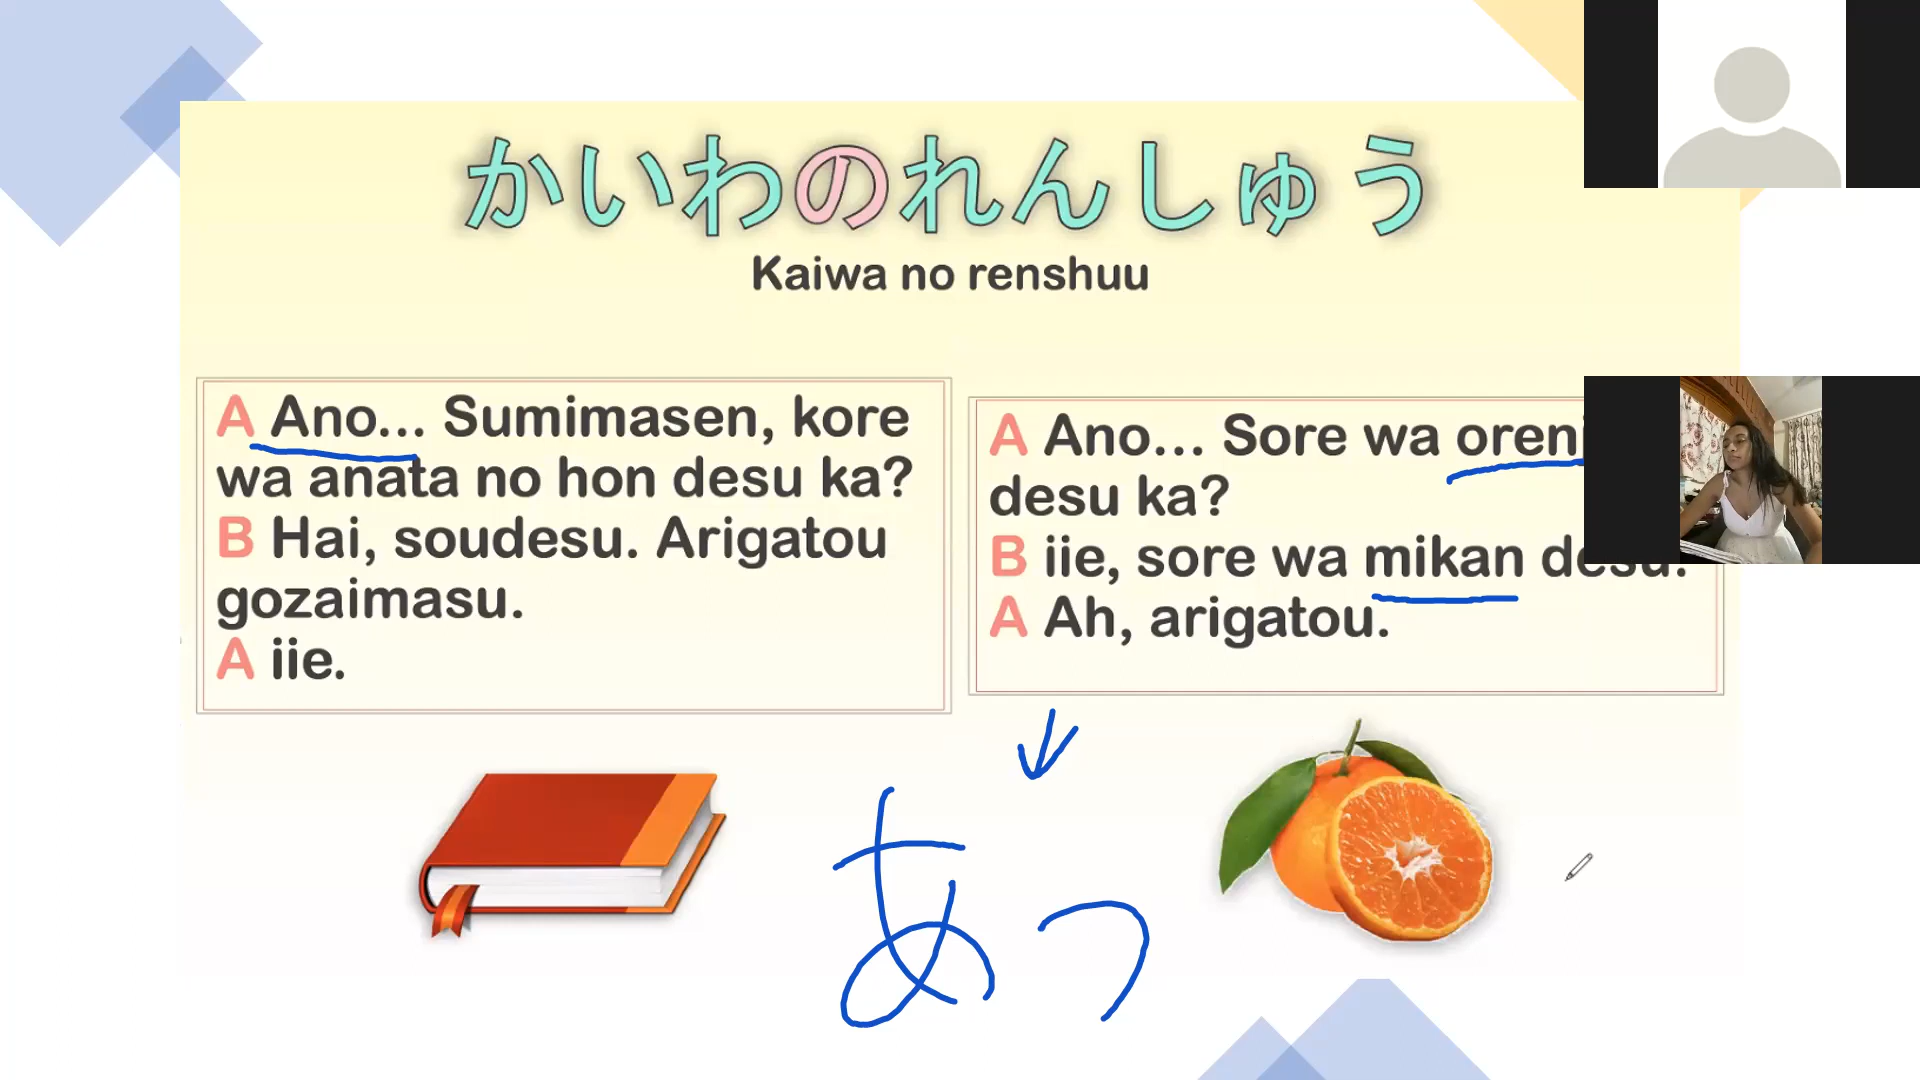 かいわのれんしゅう
Kaiwa no renshuu
A Ano... Sumimasen, kore
wa anata no hon desu ka?
B Hai, soudesu. Arigatou
gozaimasu.
A iie.
A Ano... Sore wa
desu ka?
B iie, sore wa mikan desu.
A Ah, arigatou.
あっ